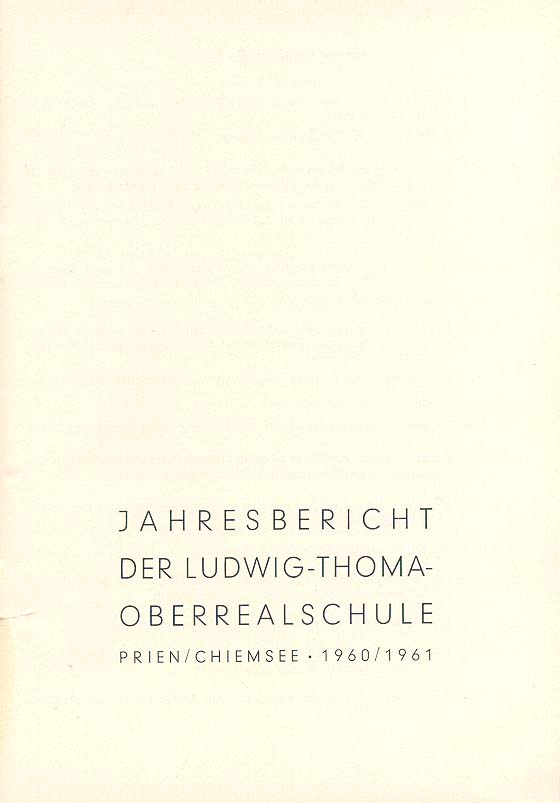 JAHRESBERICHT
DER LUDWIG-THOMA-
OBERREALSCHULE
PRIEN/CHIEMSEE · 1960/1961